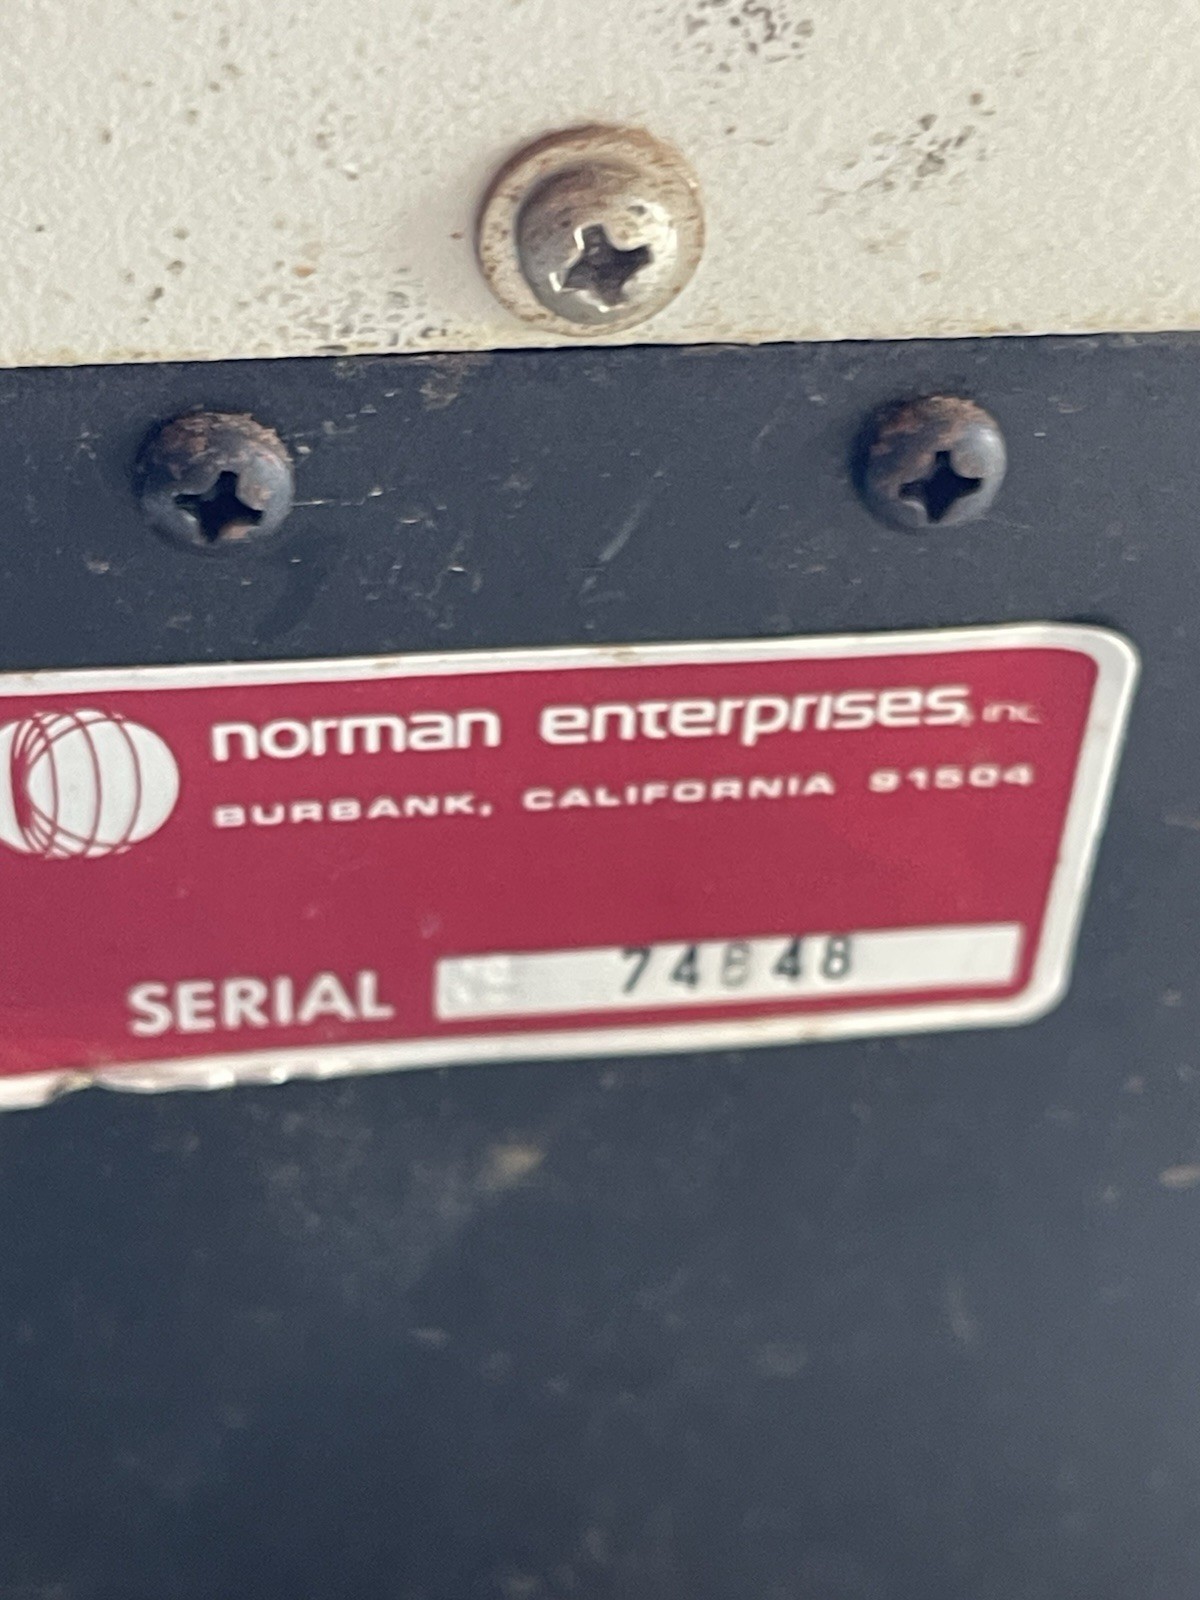 norman enterprises, inc.
BURBANK, CALIFORNIA 91504
SERIAL